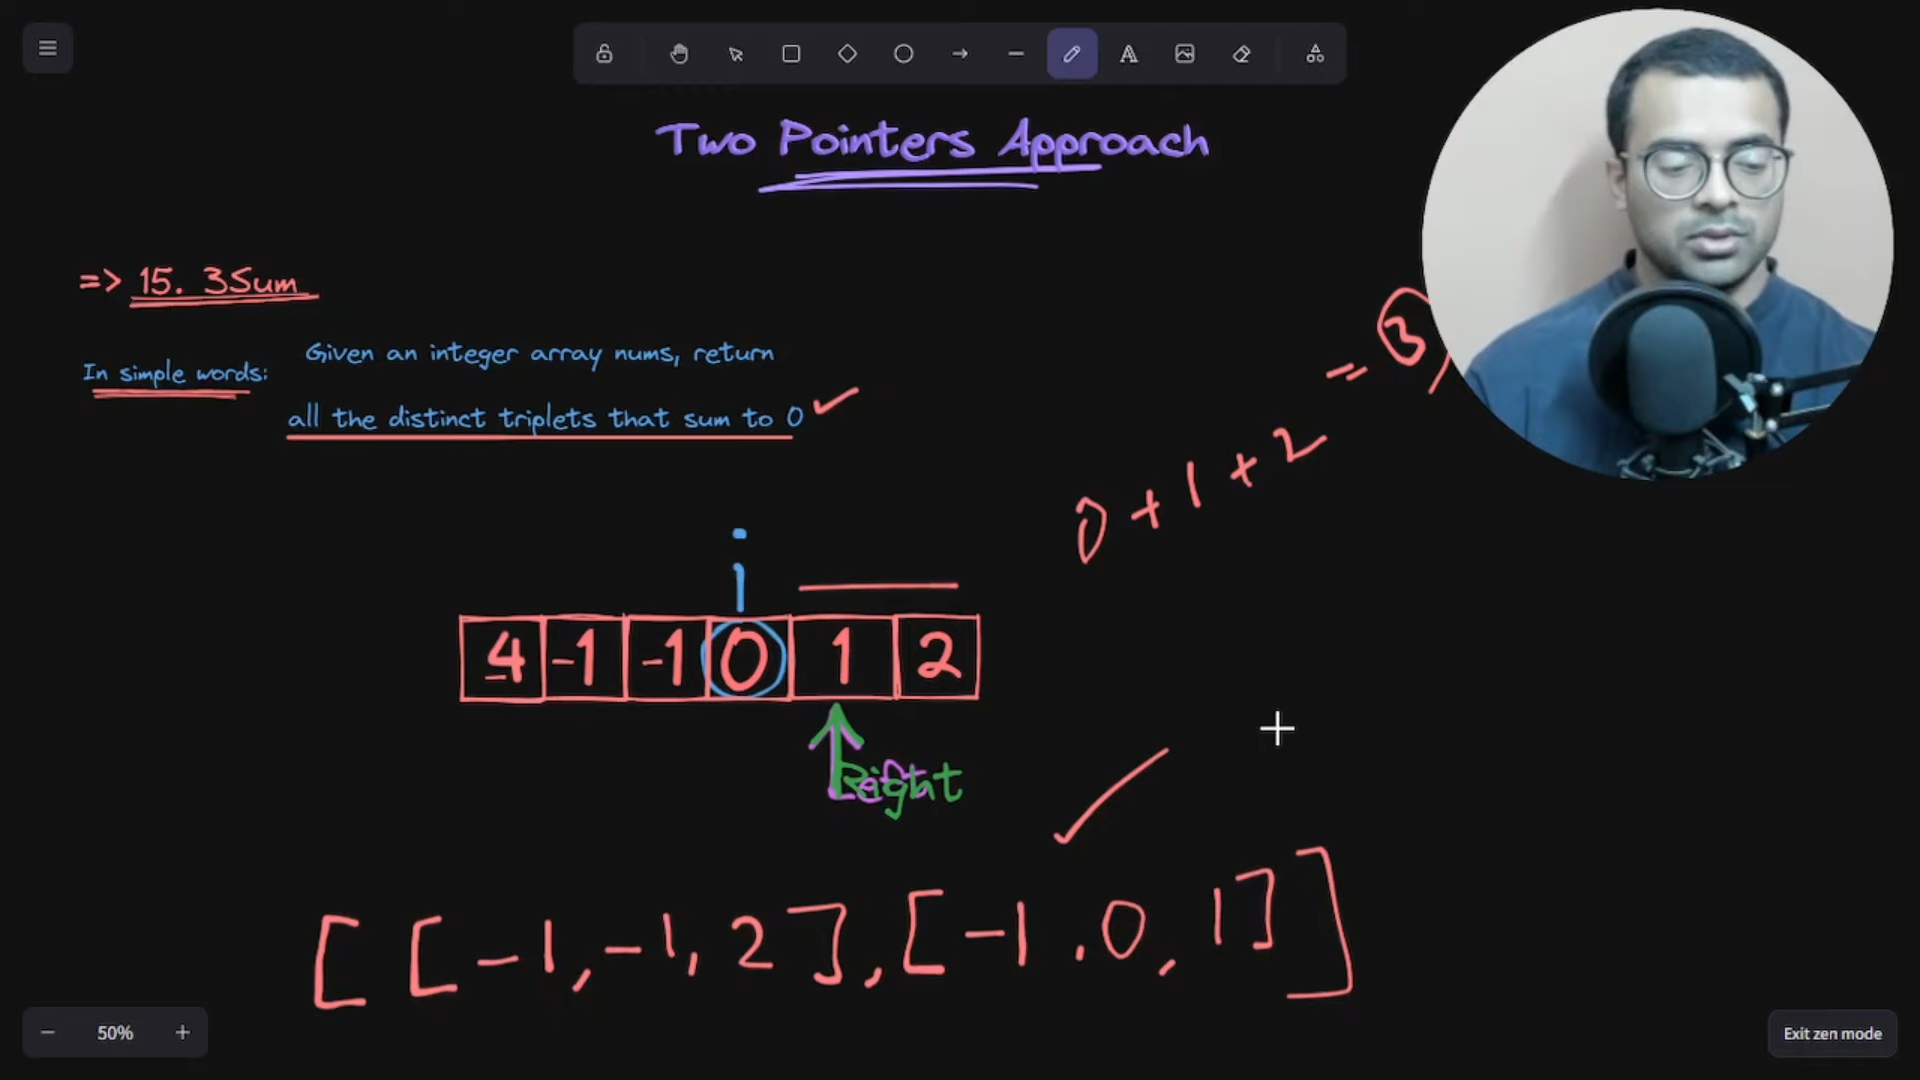 Two Pointers Approach
=> 15. 3Sum
In simple words:
Given an integer array nums, return
all the distinct triplets that sum to 0 ✓
0 + 1 + 2 = 3
i
-4 -1 -1 0 1 2
Right
[ [ -1, -1, 2 ], [ -1 , 0, 1 ] ]
50%
Exit zen mode